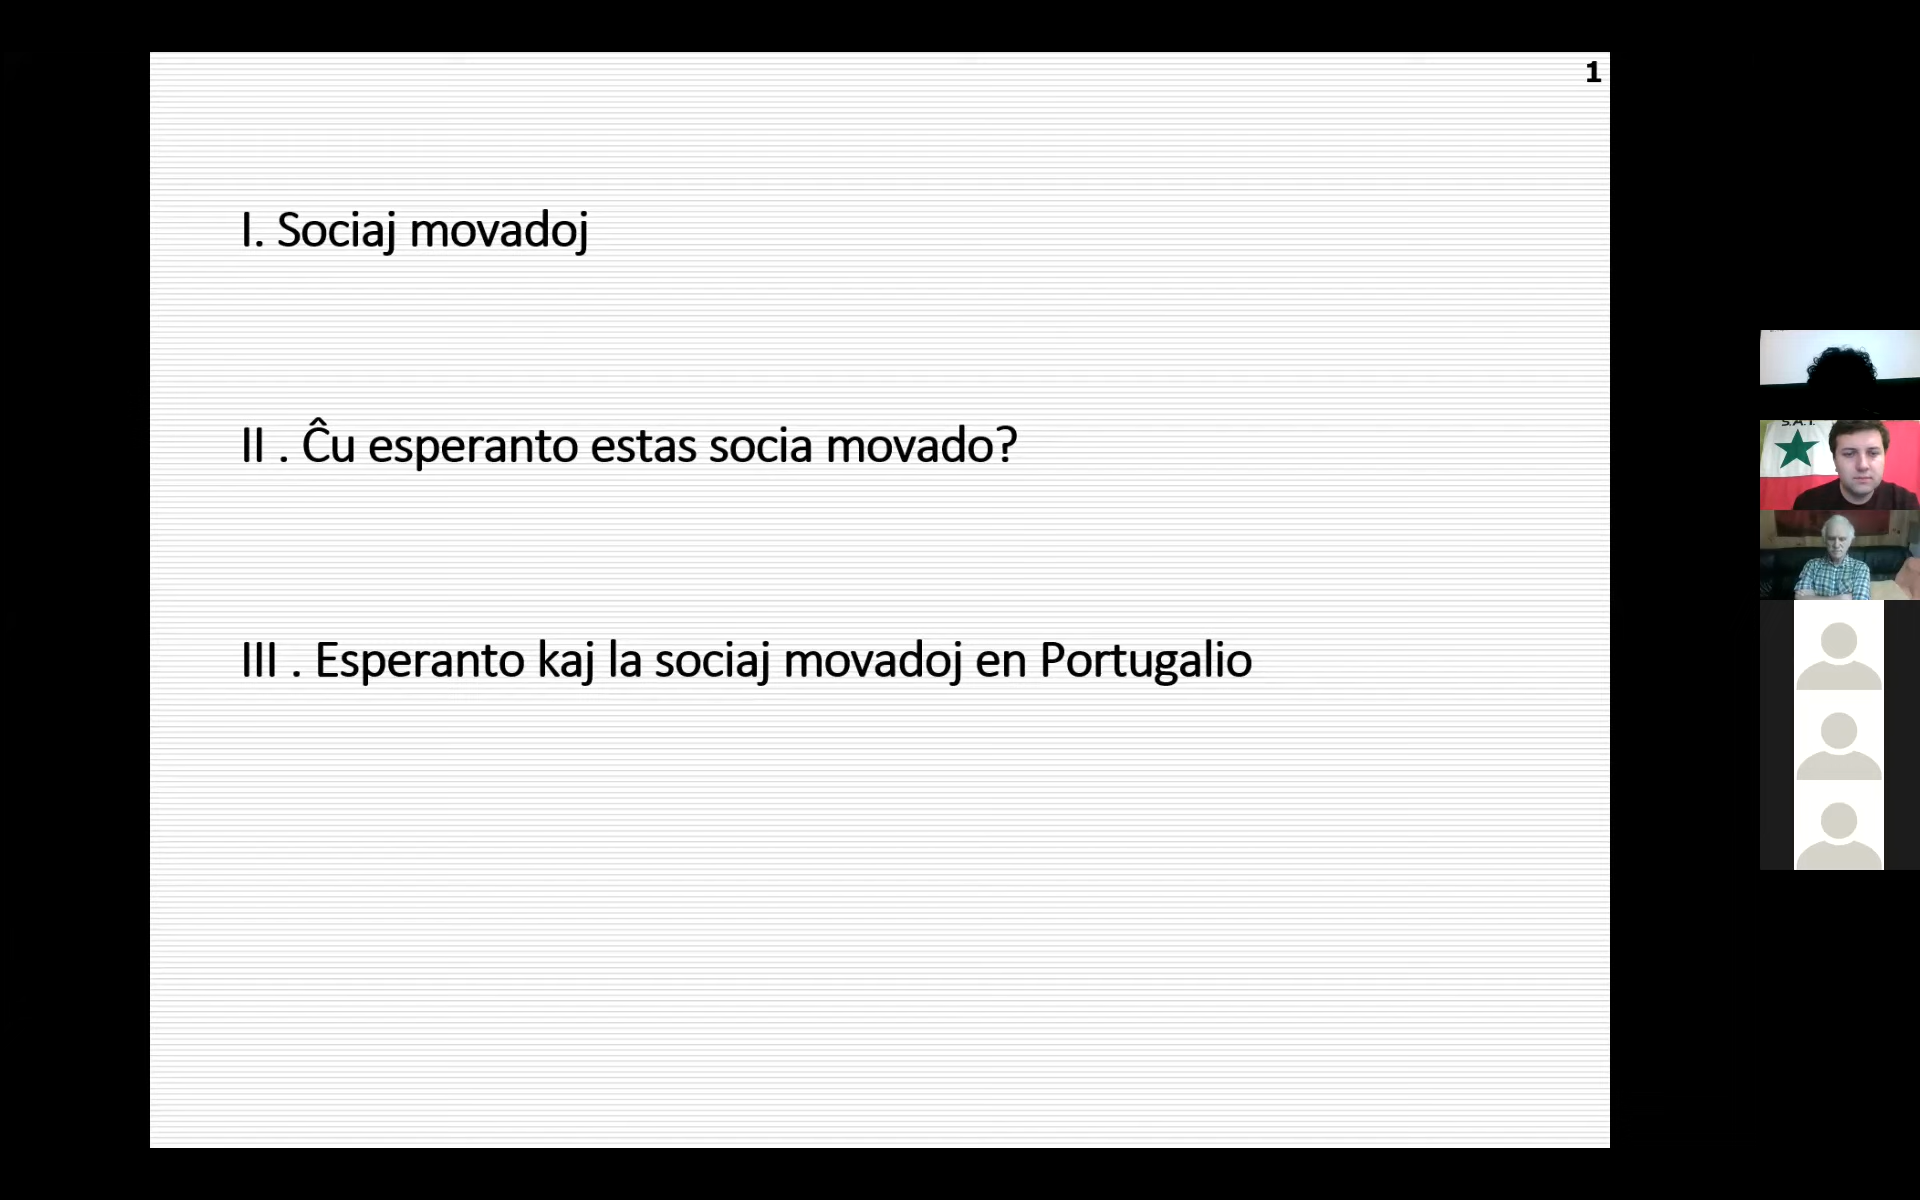 1
I. Sociaj movadoj
II . Ĉu esperanto estas socia movado?
III . Esperanto kaj la sociaj movadoj en Portugalio
S.A.T.